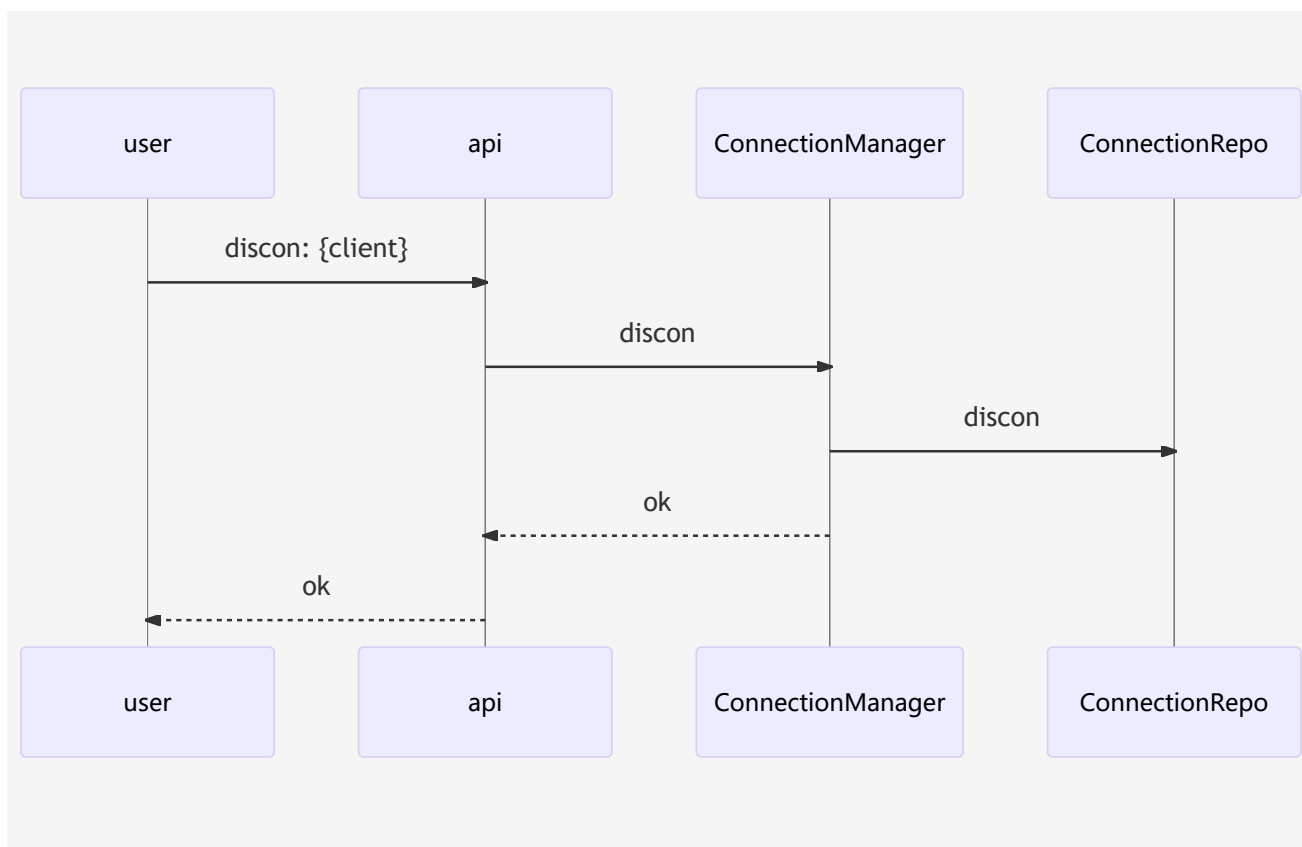 user
api
ConnectionManager
ConnectionRepo
discon: {client}
discon
discon
ok
ok
user
api
ConnectionManager
ConnectionRepo